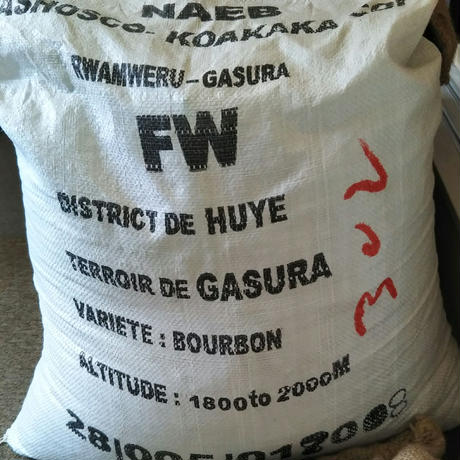 NAEB
KOAKAKA
RWAMWERU-GASURA
FW
DISTRICT DE HUYE
TERROIR DE GASURA
VARIETE : BOURBON
ALTITUDE : 1800to 2000M